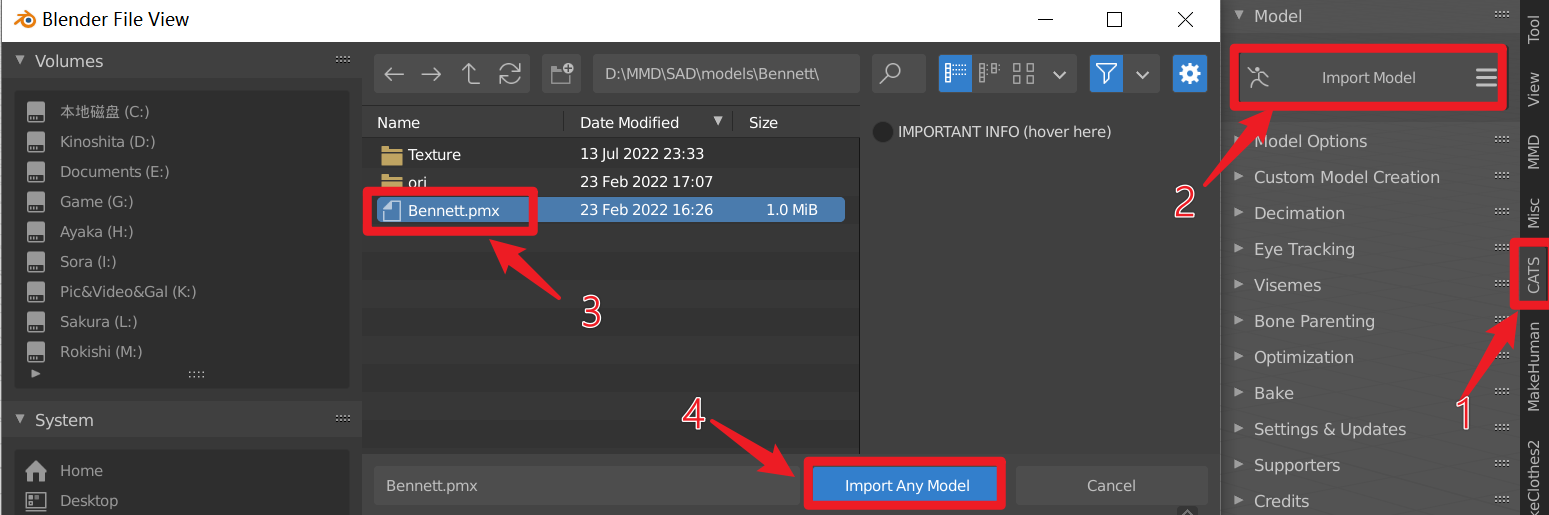 Blender File View
Volumes
本地磁盘 (C:)
Kinoshita (D:)
Documents (E:)
Game (G:)
Ayaka (H:)
Sora (I:)
Pic&Video&Gal (K:)
Sakura (L:)
Rokishi (M:)
System
Home
Desktop
D:\MMD\SAD\models\Bennett\
Name Date Modified Size
Texture 13 Jul 2022 23:33
ori 23 Feb 2022 17:07
Bennett.pmx 23 Feb 2022 16:26 1.0 MiB
3
IMPORTANT INFO (hover here)
4
Bennett.pmx Import Any Model Cancel
Model
Import Model
2
Model Options
Custom Model Creation
Decimation
Eye Tracking
Visemes
Bone Parenting
Optimization
Bake
Settings & Updates
Supporters
Credits
1
Tool
View
MMD
Misc
CATS
MakeHuman
keClothes2